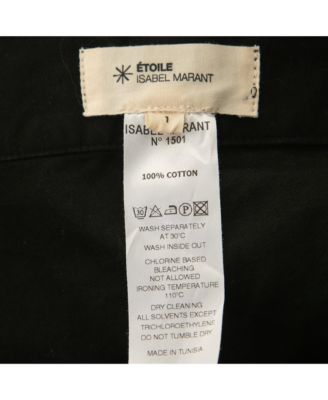 ÉTOILE
ISABEL MARANT
1
ISABEL MARANT
N° 1501
100% COTTON
WASH SEPARATELY
AT 30°C
WASH INSIDE OUT
CHLORINE BASED
BLEACHING
NOT ALLOWED
IRONING TEMPERATURE
110°C
DRY CLEANING
ALL SOLVENTS EXCEPT
TRICHLOROETHYLENE
DO NOT TUMBLE DRY
MADE IN TUNISIA